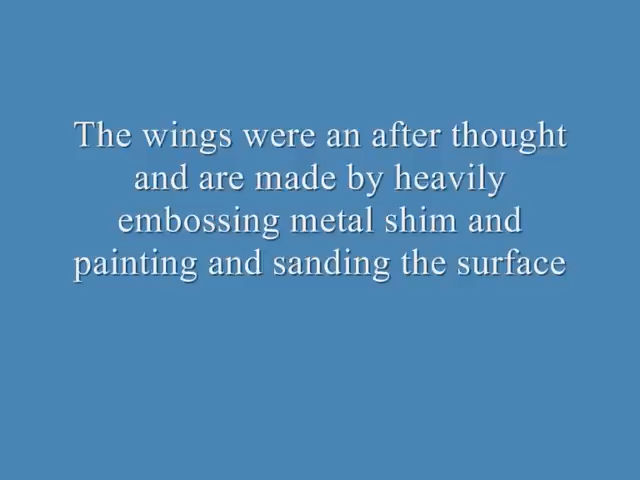 The wings were an after thought
and are made by heavily
embossing metal shim and
painting and sanding the surface